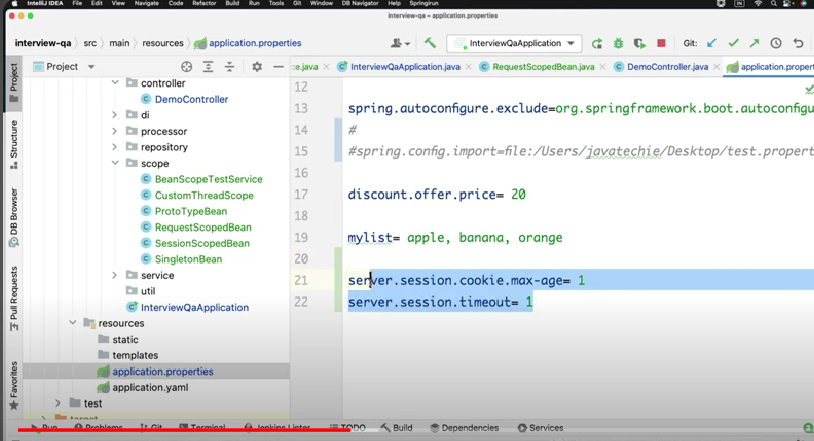 IntelliJ IDEA File Edit View Navigate Code Refactor Build Run Tools Git Window DB Navigator Help Springirun
interview-qa – application.properties
interview-qa src main resources application.properties InterviewQaApplication Git:
Project ce.java InterviewQaApplication.java RequestScopedBean.java DemoController.java application.propert
controller
DemoController
di
processor
repository
scope
BeanScopeTestService
CustomThreadScope
ProtoTypeBean
RequestScopedBean
SessionScopedBean
SingletonBean
service
util
InterviewQaApplication
resources
static
templates
application.properties
application.yaml
test
target
Project
Structure
DB Browser
Pull Requests
Favorites
12
13 spring.autoconfigure.exclude=org.springframework.boot.autoconfigu
14 #
15 #spring.config.import=file:/Users/javatechie/Desktop/test.propert
16
17 discount.offer.price= 20
18
19 mylist= apple, banana, orange
20
21 server.session.cookie.max-age= 1
22 server.session.timeout= 1
Run Problems Git Terminal Jenkins Linter TODO Build Dependencies Services